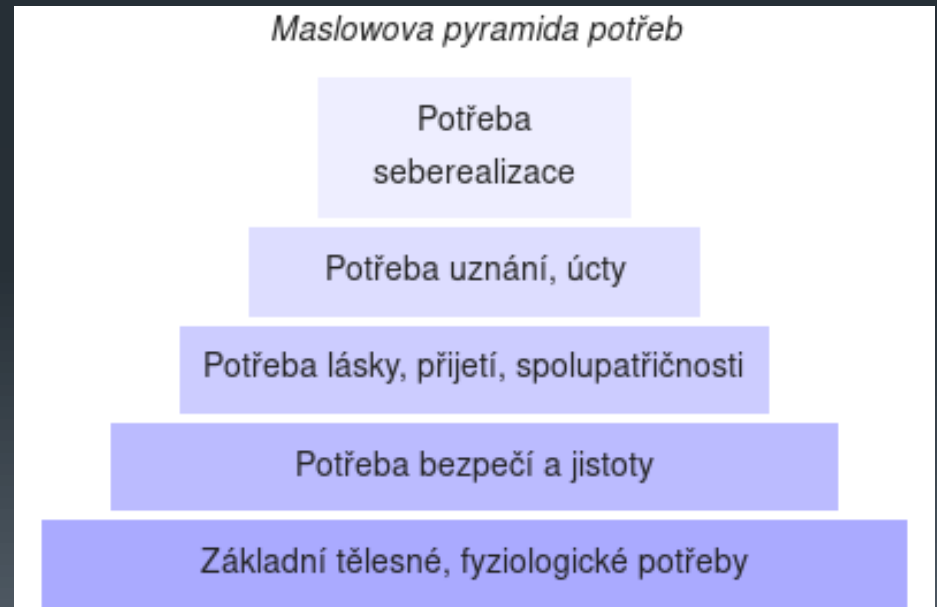 Maslowova pyramida potřeb
Potřeba
seberealizace
Potřeba uznání, úcty
Potřeba lásky, přijetí, spolupatřičnosti
Potřeba bezpečí a jistoty
Základní tělesné, fyziologické potřeby